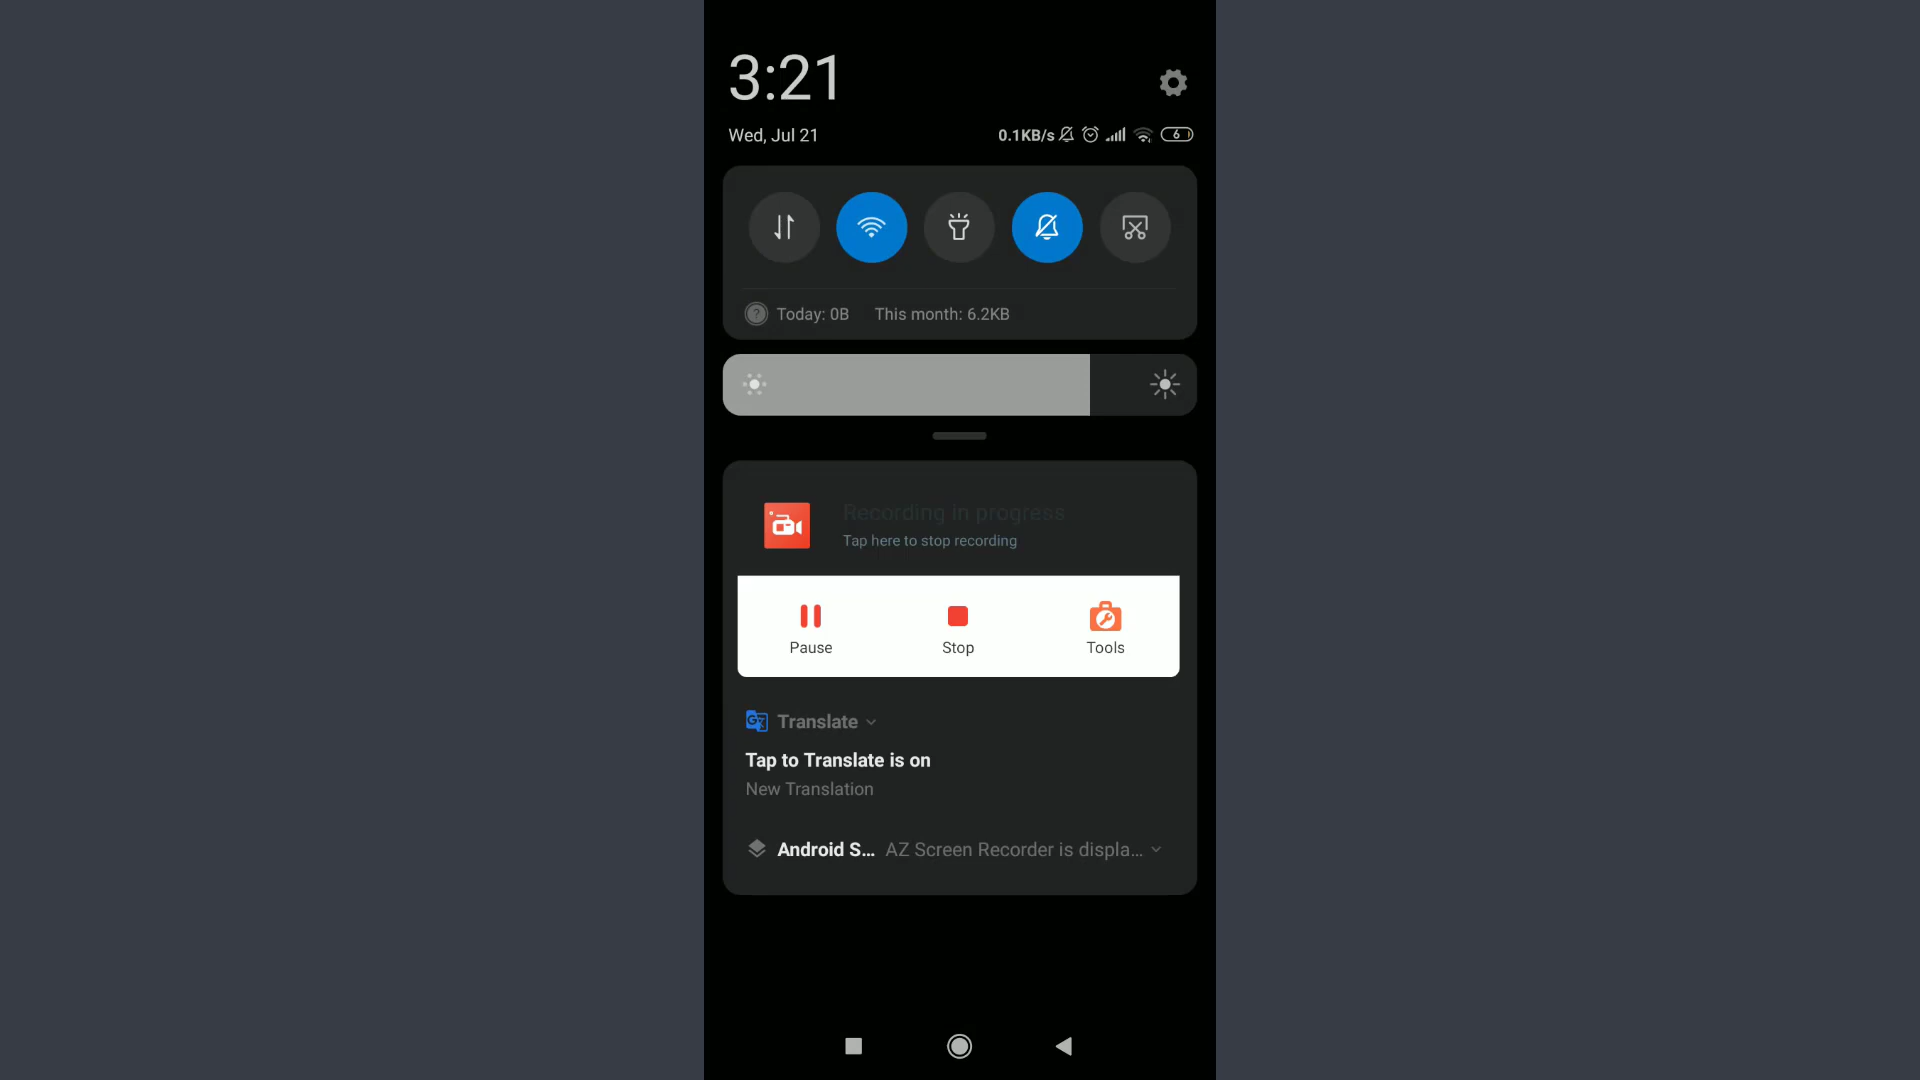 3:21
Wed, Jul 21
0.1KB/s 6
Today: 0B This month: 6.2KB
Recording in progress
Tap here to stop recording
Pause Stop Tools
Translate
Tap to Translate is on
New Translation
Android S... AZ Screen Recorder is displa...